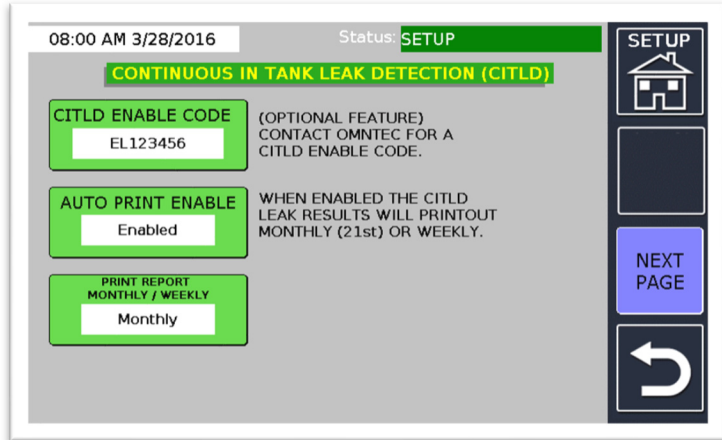 08:00 AM 3/28/2016
Status: SETUP
CONTINUOUS IN TANK LEAK DETECTION (CITLD)
CITLD ENABLE CODE
EL123456
(OPTIONAL FEATURE)
CONTACT OMNTEC FOR A
CITLD ENABLE CODE.
AUTO PRINT ENABLE
Enabled
WHEN ENABLED THE CITLD
LEAK RESULTS WILL PRINTOUT
MONTHLY (21st) OR WEEKLY.
PRINT REPORT
MONTHLY / WEEKLY
Monthly
SETUP
NEXT
PAGE